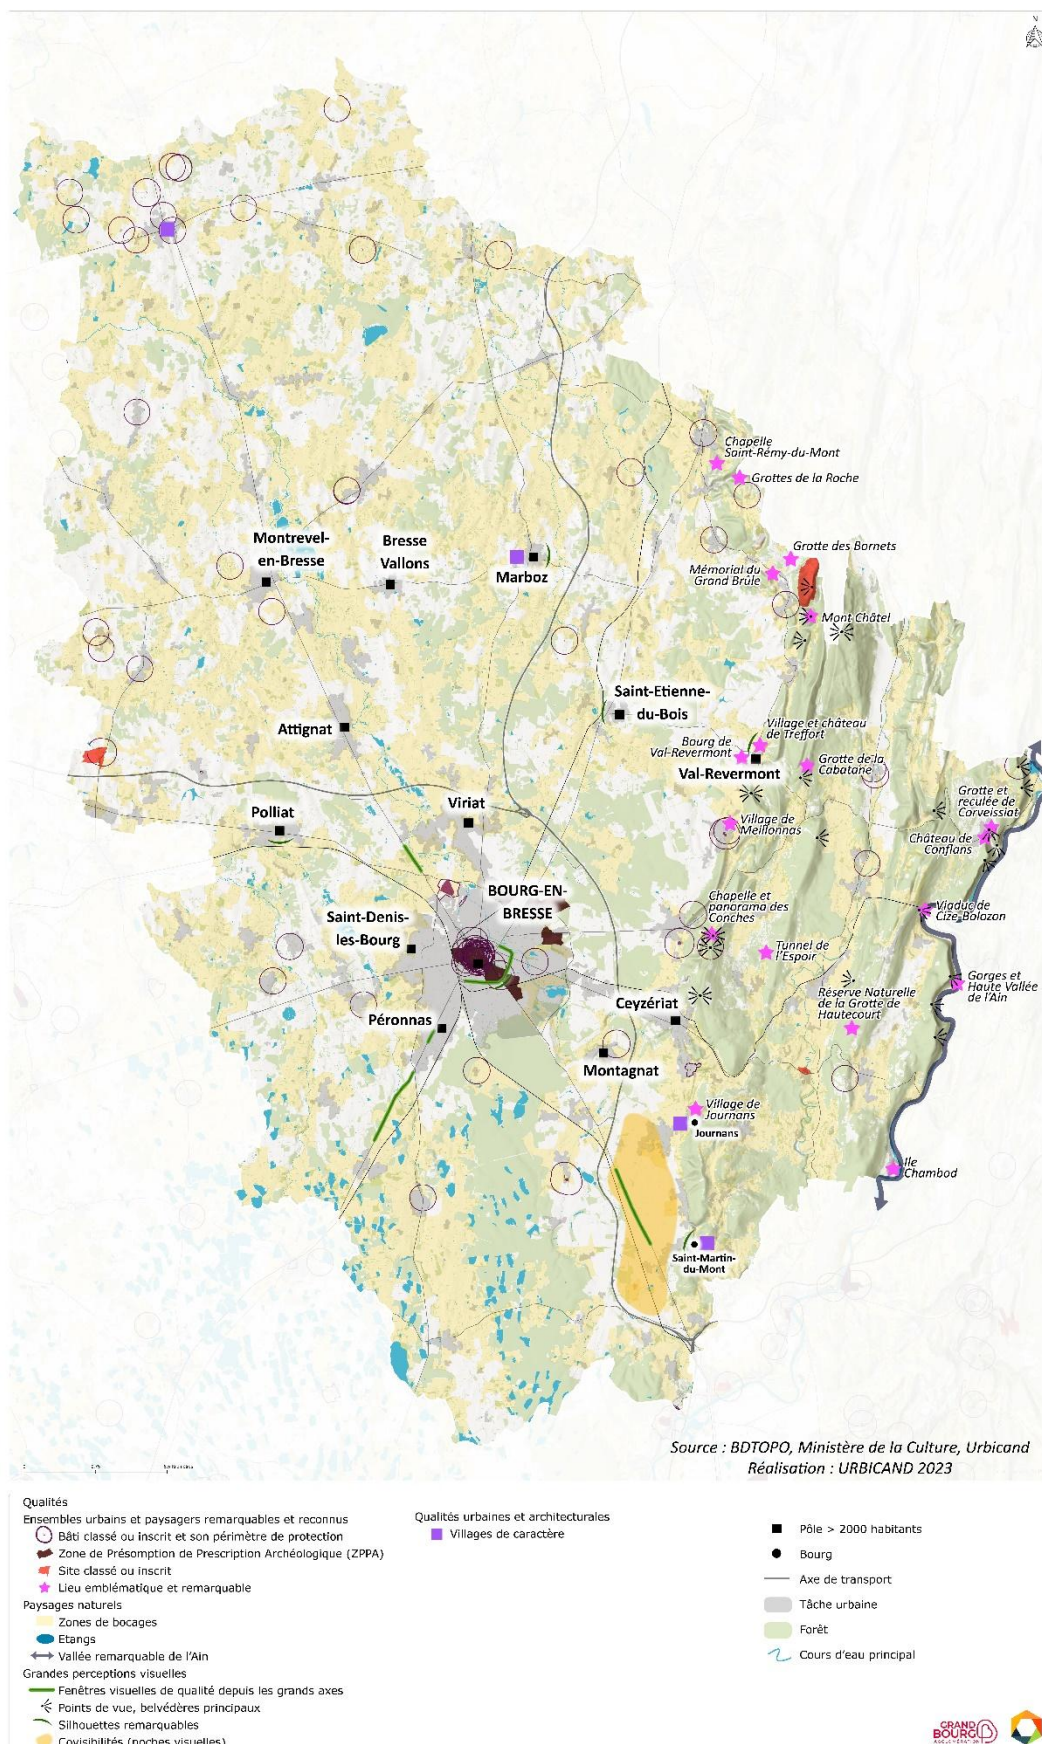 N
Chapelle
Saint-Rémy-du-Mont
Grottes de la Roche
Montrevel-
en-Bresse
Bresse
Vallons
Marboz
Grotte des Bornets
Mémorial du
Grand Brûle
Mont Châtel
Saint-Etienne-
du-Bois
Attignat
Bourg de
Val-Revermont
Village et château
de Treffort
Val-Revermont
Grotte de la
Cabatane
Polliat
Viriat
Village de
Meillonnas
Grotte et
reculée de
Corveissiat
Château de
Conflans
BOURG-EN-
BRESSE
Saint-Denis-
les-Bourg
Chapelle et
panorama des
Conches
Viaduc de
Cize Bolozon
Tunnel de
l'Espoir
Péronnas
Ceyzériat
Réserve Naturelle
de la Grotte de
Hautecourt
Gorges et
Haute Vallée
de l'Ain
Montagnat
Village de
Journans
Journans
Ile
Chambod
Saint-Martin-
du-Mont
Source : BDTOPO, Ministère de la Culture, Urbicand
Réalisation : URBICAND 2023
Qualités
Ensembles urbains et paysagers remarquables et reconnus
Bâti classé ou inscrit et son périmètre de protection
Zone de Présomption de Prescription Archéologique (ZPPA)
Site classé ou inscrit
Lieu emblématique et remarquable
Paysages naturels
Zones de bocages
Etangs
Vallée remarquable de l'Ain
Grandes perceptions visuelles
Fenêtres visuelles de qualité depuis les grands axes
Points de vue, belvédères principaux
Silhouettes remarquables
Covisibilités (poches visuelles)
Qualités urbaines et architecturales
Villages de caractère
Pôle > 2000 habitants
Bourg
Axe de transport
Tâche urbaine
Forêt
Cours d'eau principal
GRAND
BOURG
AGGLOMÉRATION